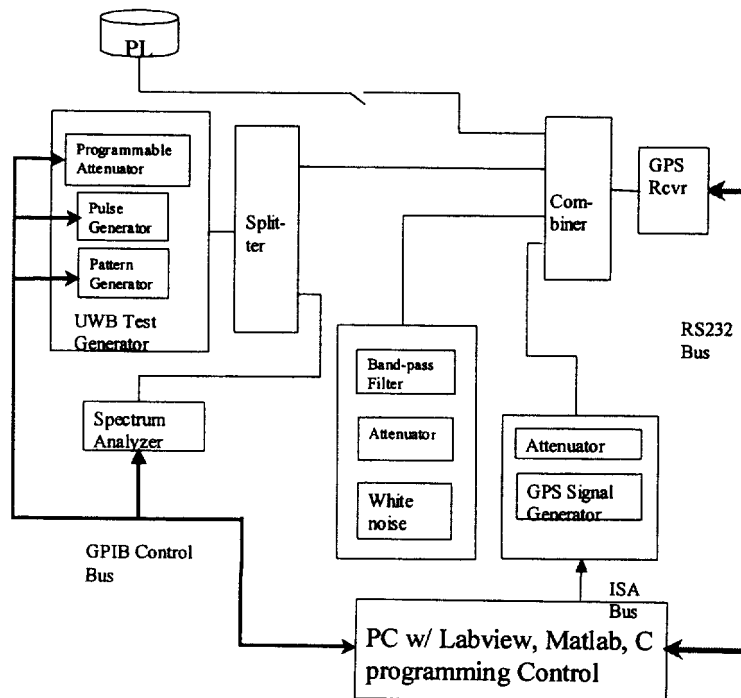 PL
Programmable
Attenuator
Pulse
Generator
Pattern
Generator
UWB Test
Generator
Split-
ter
Com-
biner
GPS
Rcvr
RS232
Bus
Band-pass
Filter
Attenuator
White
noise
Spectrum
Analyzer
Attenuator
GPS Signal
Generator
GPIB Control
Bus
ISA
Bus
PC w/ Labview, Matlab, C
programming Control